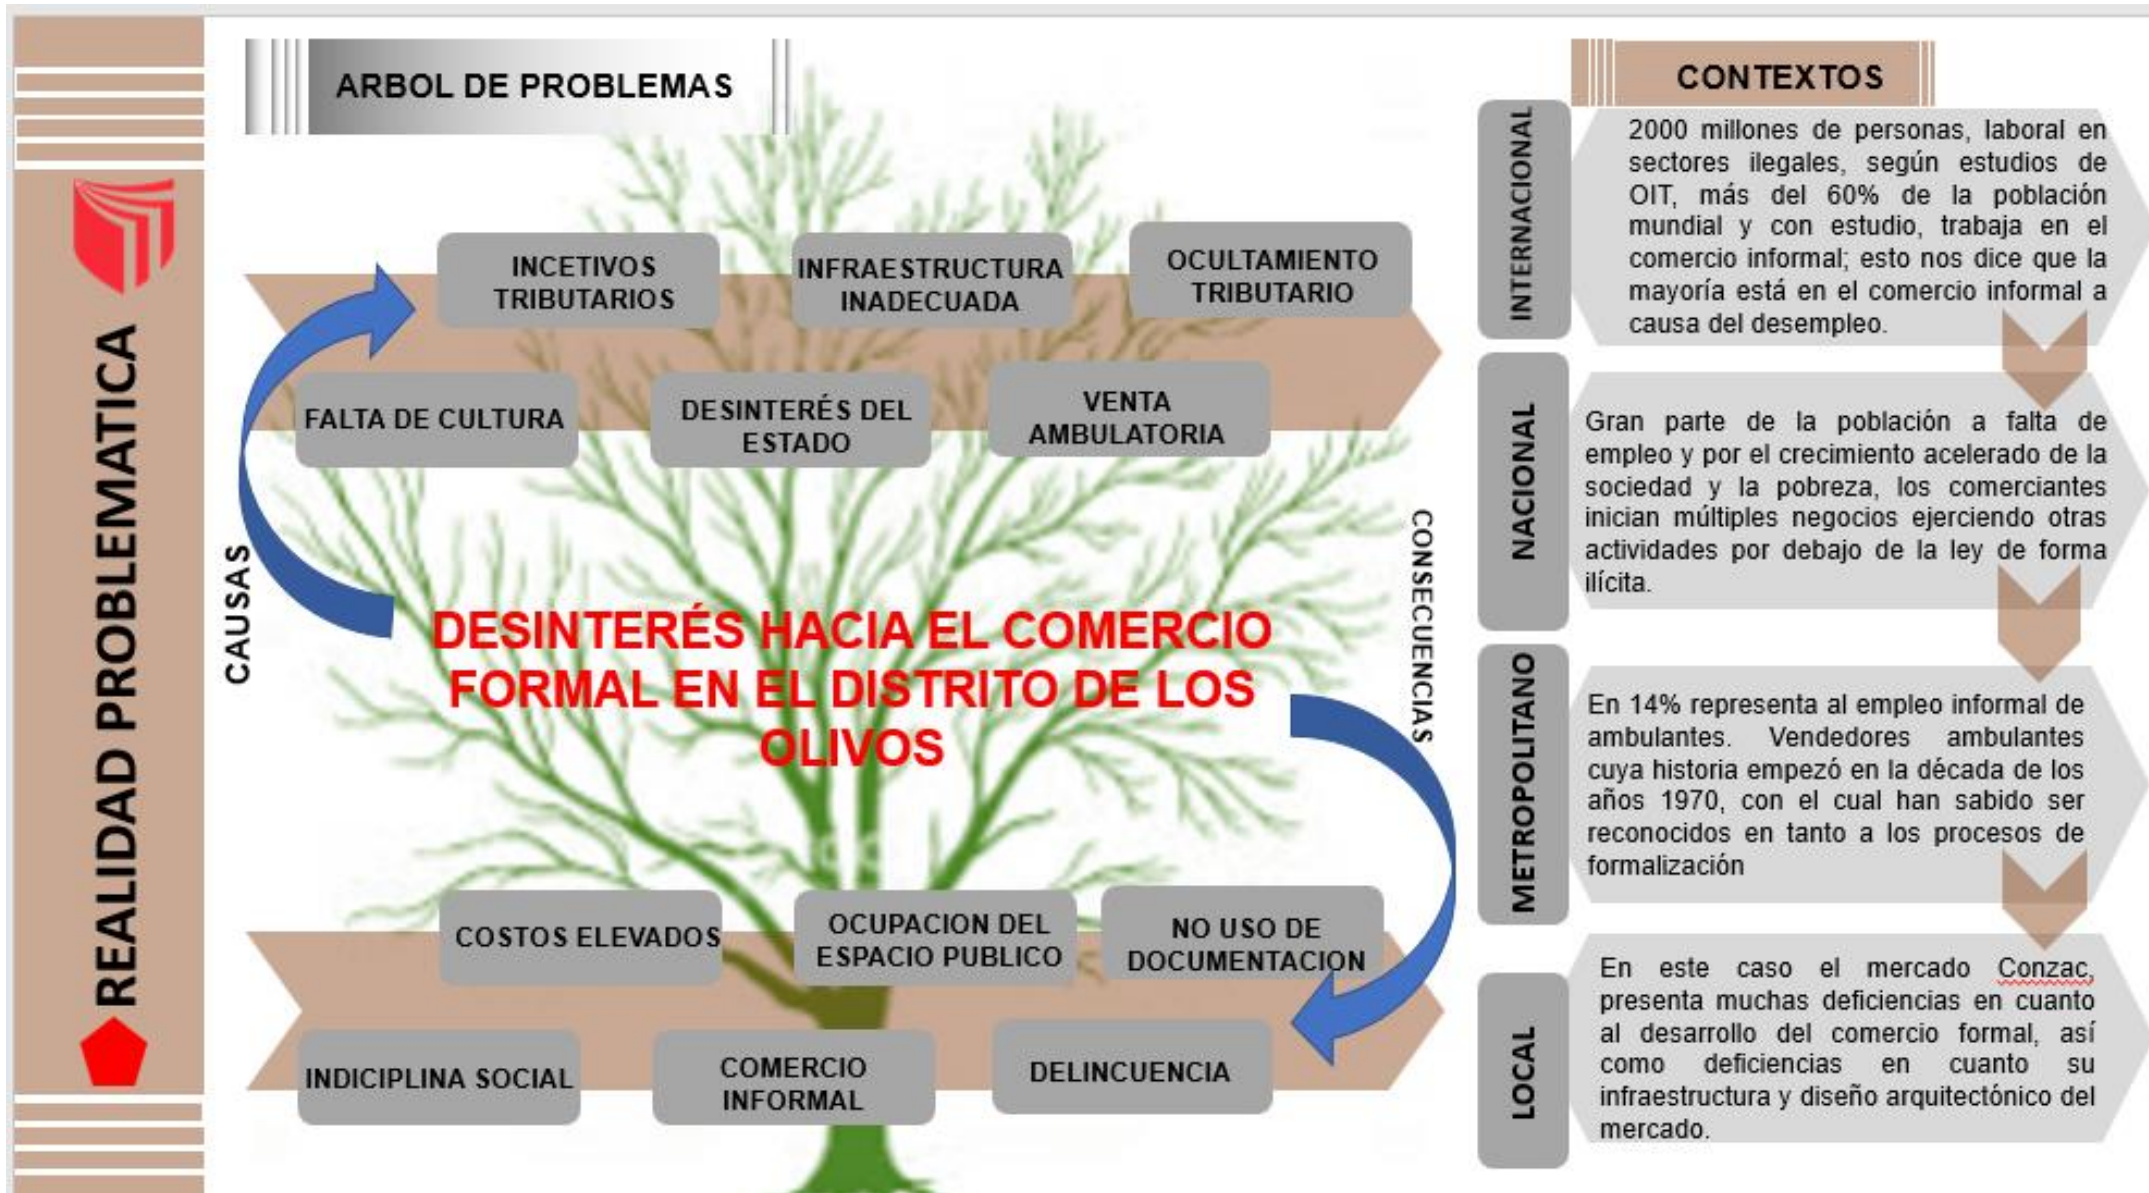 REALIDAD PROBLEMATICA
ARBOL DE PROBLEMAS
INCETIVOS
TRIBUTARIOS
INFRAESTRUCTURA
INADECUADA
OCULTAMIENTO
TRIBUTARIO
FALTA DE CULTURA
DESINTERÉS DEL
ESTADO
VENTA
AMBULATORIA
CAUSAS
DESINTERÉS HACIA EL COMERCIO
FORMAL EN EL DISTRITO DE LOS
OLIVOS
CONSECUENCIAS
COSTOS ELEVADOS
OCUPACION DEL
ESPACIO PUBLICO
NO USO DE
DOCUMENTACION
INDICIPLINA SOCIAL
COMERCIO
INFORMAL
DELINCUENCIA
CONTEXTOS
INTERNACIONAL
2000 millones de personas, laboral en
sectores ilegales, según estudios de
OIT, más del 60% de la población
mundial y con estudio, trabaja en el
comercio informal; esto nos dice que la
mayoría está en el comercio informal a
causa del desempleo.
NACIONAL
Gran parte de la población a falta de
empleo y por el crecimiento acelerado de la
sociedad y la pobreza, los comerciantes
inician múltiples negocios ejerciendo otras
actividades por debajo de la ley de forma
ilícita.
METROPOLITANO
En 14% representa al empleo informal de
ambulantes. Vendedores ambulantes
cuya historia empezó en la década de los
años 1970, con el cual han sabido ser
reconocidos en tanto a los procesos de
formalización
LOCAL
En este caso el mercado Conzac,
presenta muchas deficiencias en cuanto
al desarrollo del comercio formal, así
como deficiencias en cuanto su
infraestructura y diseño arquitectónico del
mercado.